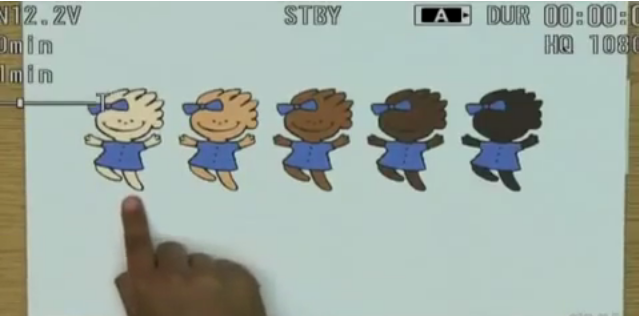 N12.2V
STBY
A
DUR 00:00:0
0min
HQ 1080
1min
T